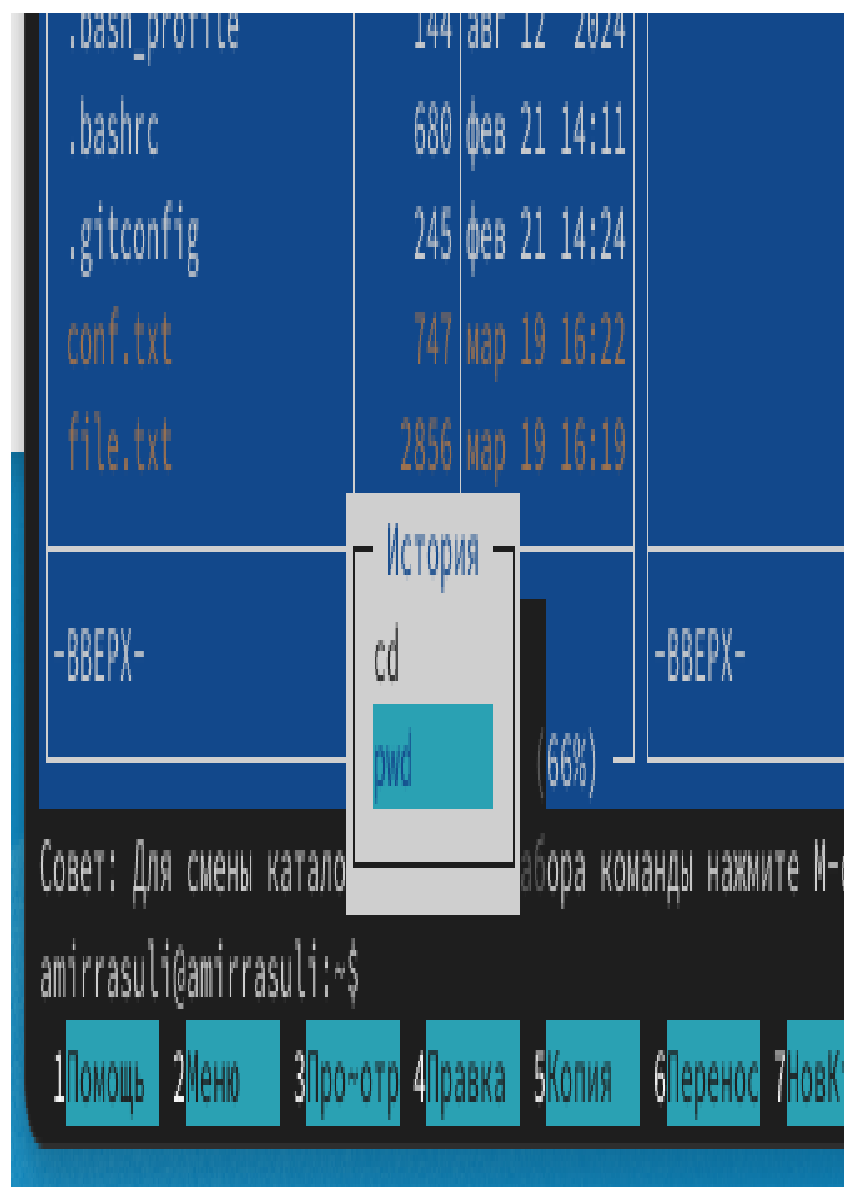 .bash_profile 144 авг 12 2024
.bashrc 680 фев 21 14:11
.gitconfig 245 фев 21 14:24
conf.txt 747 мар 19 16:22
file.txt 2856 мар 19 16:19
История
-ВВЕРХ- cd -ВВЕРХ-
pwd (66%)
Совет: Для смены катало абора команды нажмите M-
amirrasuli@amirrasuli:~$
1Помощь 2Меню 3Про~отр 4Правка 5Копия 6Перенос 7НовК